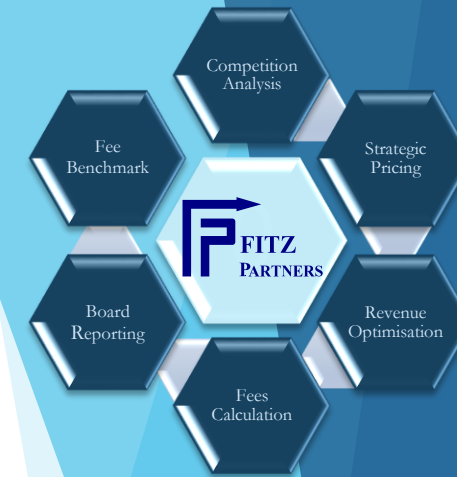 Competition
Analysis
Fee
Benchmark
Strategic
Pricing
FITZ
PARTNERS
Board
Reporting
Revenue
Optimisation
Fees
Calculation